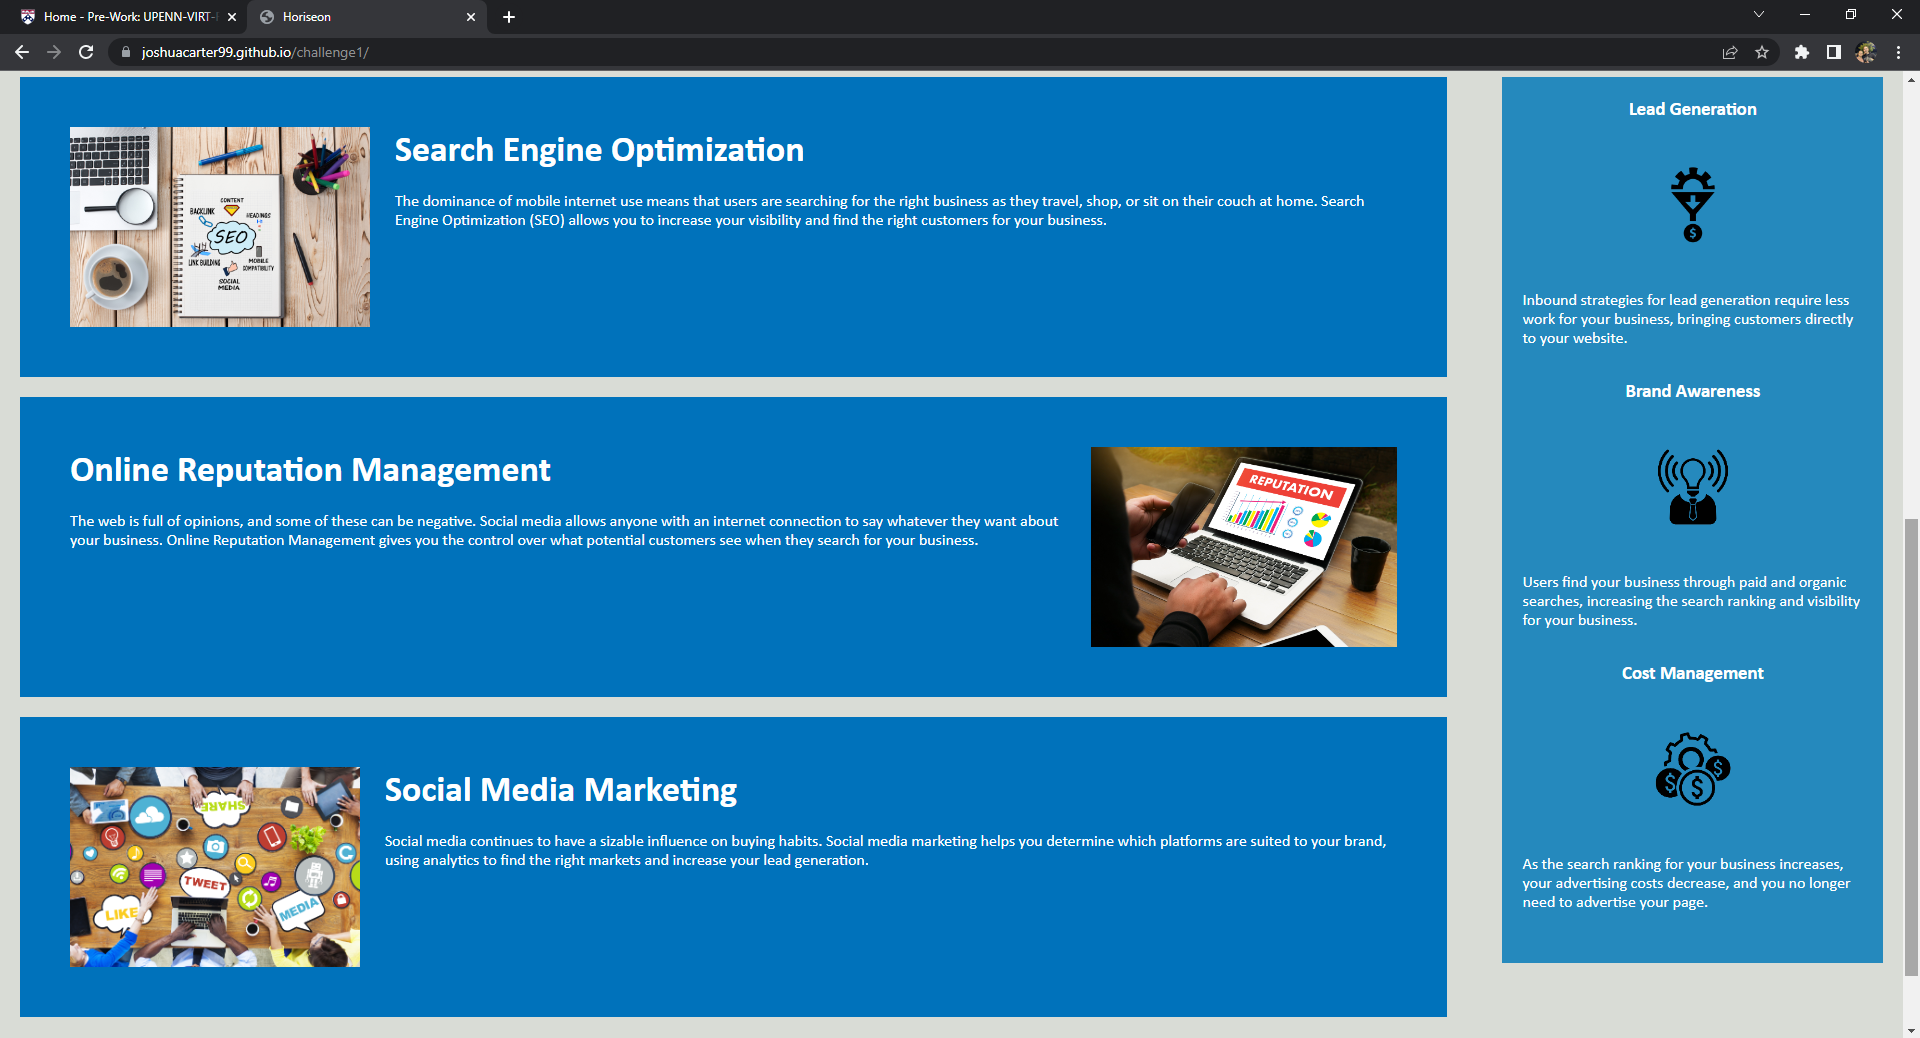 Home - Pre-Work: UPENN-VIRT-
Horiseon
joshuacarter99.github.io/challenge1/
Search Engine Optimization
The dominance of mobile internet use means that users are searching for the right business as they travel, shop, or sit on their couch at home. Search
Engine Optimization (SEO) allows you to increase your visibility and find the right customers for your business.
CONTENT
BACKLINK
HEADINGS
SEO
LINK BUILDING
MOBILE
COMPATIBILITY
SOCIAL
MEDIA
Online Reputation Management
The web is full of opinions, and some of these can be negative. Social media allows anyone with an internet connection to say whatever they want about
your business. Online Reputation Management gives you the control over what potential customers see when they search for your business.
REPUTATION
Social Media Marketing
Social media continues to have a sizable influence on buying habits. Social media marketing helps you determine which platforms are suited to your brand,
using analytics to find the right markets and increase your lead generation.
SHARE
TWEET
LIKE
MEDIA
Lead Generation
$
Inbound strategies for lead generation require less
work for your business, bringing customers directly
to your website.
Brand Awareness
Users find your business through paid and organic
searches, increasing the search ranking and visibility
for your business.
Cost Management
$ $ $
As the search ranking for your business increases,
your advertising costs decrease, and you no longer
need to advertise your page.